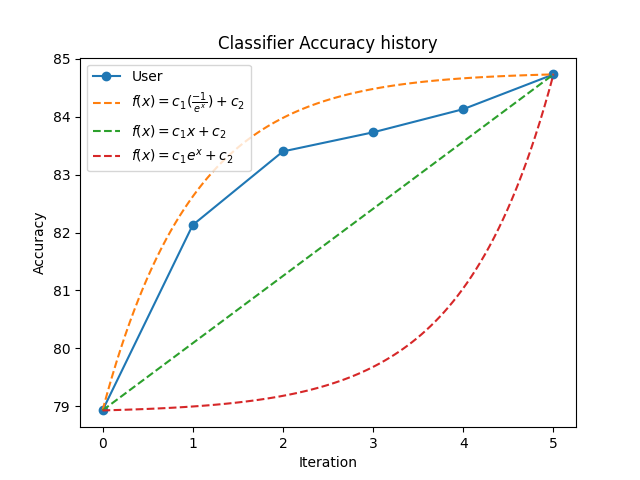 Classifier Accuracy history
User
f(x) = c₁(−1/eˣ) + c₂
f(x) = c₁x + c₂
f(x) = c₁eˣ + c₂
85
84
83
82
81
80
79
Accuracy
0 1 2 3 4 5
Iteration